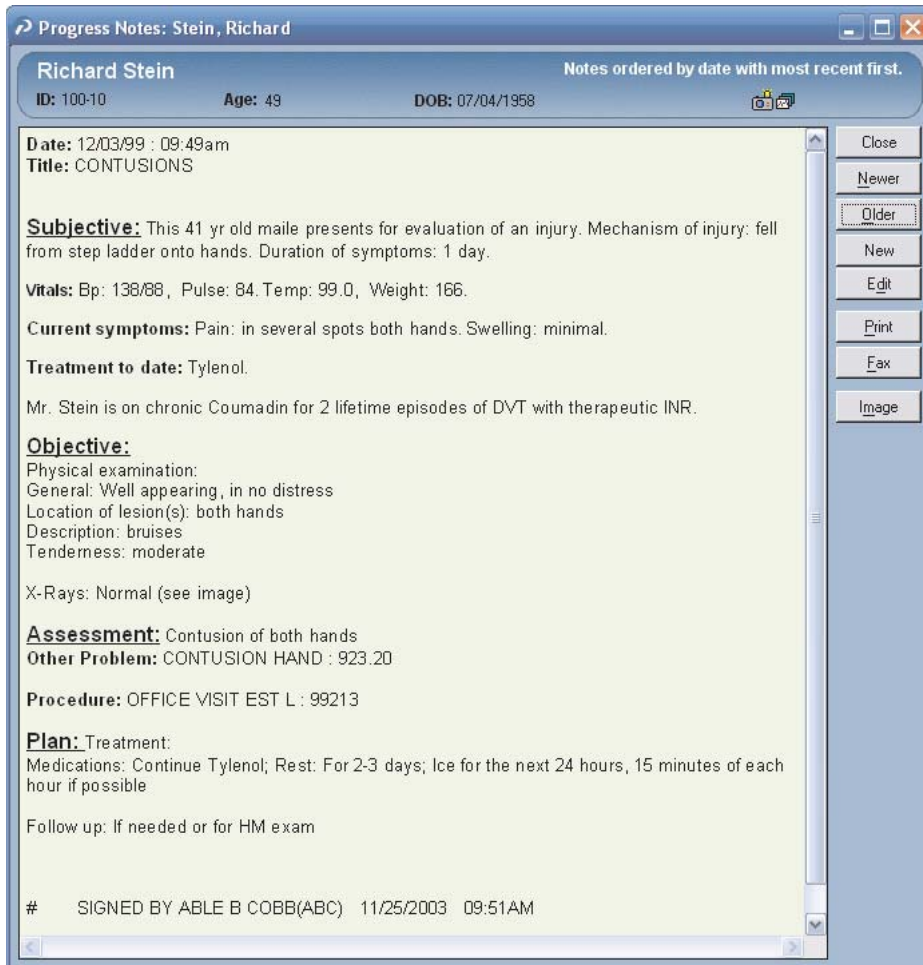 Progress Notes: Stein, Richard
Richard Stein
Notes ordered by date with most recent first.
ID: 100-10 Age: 49 DOB: 07/04/1958
Date: 12/03/99 : 09:49am
Title: CONTUSIONS
Subjective: This 41 yr old maile presents for evaluation of an injury. Mechanism of injury: fell
from step ladder onto hands. Duration of symptoms: 1 day.
Vitals: Bp: 138/88, Pulse: 84. Temp: 99.0, Weight: 166.
Current symptoms: Pain: in several spots both hands. Swelling: minimal.
Treatment to date: Tylenol.
Mr. Stein is on chronic Coumadin for 2 lifetime episodes of DVT with therapeutic INR.
Objective:
Physical examination:
General: Well appearing, in no distress
Location of lesion(s): both hands
Description: bruises
Tenderness: moderate
X-Rays: Normal (see image)
Assessment: Contusion of both hands
Other Problem: CONTUSION HAND : 923.20
Procedure: OFFICE VISIT EST L : 99213
Plan: Treatment:
Medications: Continue Tylenol; Rest: For 2-3 days; Ice for the next 24 hours, 15 minutes of each
hour if possible
Follow up: If needed or for HM exam
# SIGNED BY ABLE B COBB(ABC) 11/25/2003 09:51AM
Close
Newer
Older
New
Edit
Print
Fax
Image